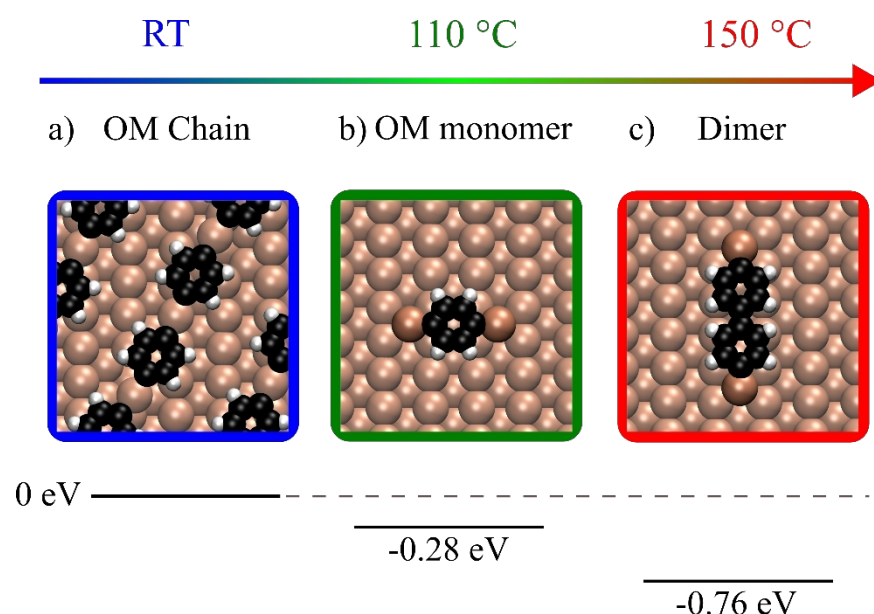 RT 110 °C 150 °C
a) OM Chain b) OM monomer c) Dimer
0 eV
-0.28 eV
-0.76 eV